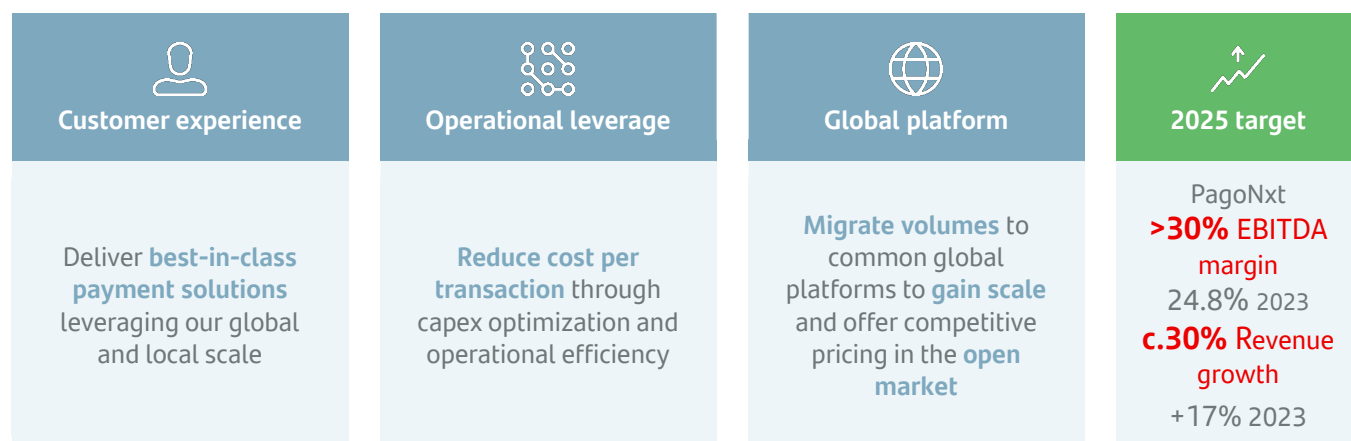 Customer experience
Deliver best-in-class
payment solutions
leveraging our global
and local scale
Operational leverage
Reduce cost per
transaction through
capex optimization and
operational efficiency
Global platform
Migrate volumes to
common global
platforms to gain scale
and offer competitive
pricing in the open
market
2025 target
PagoNxt
>30% EBITDA
margin
24.8% 2023
c.30% Revenue
growth
+17% 2023